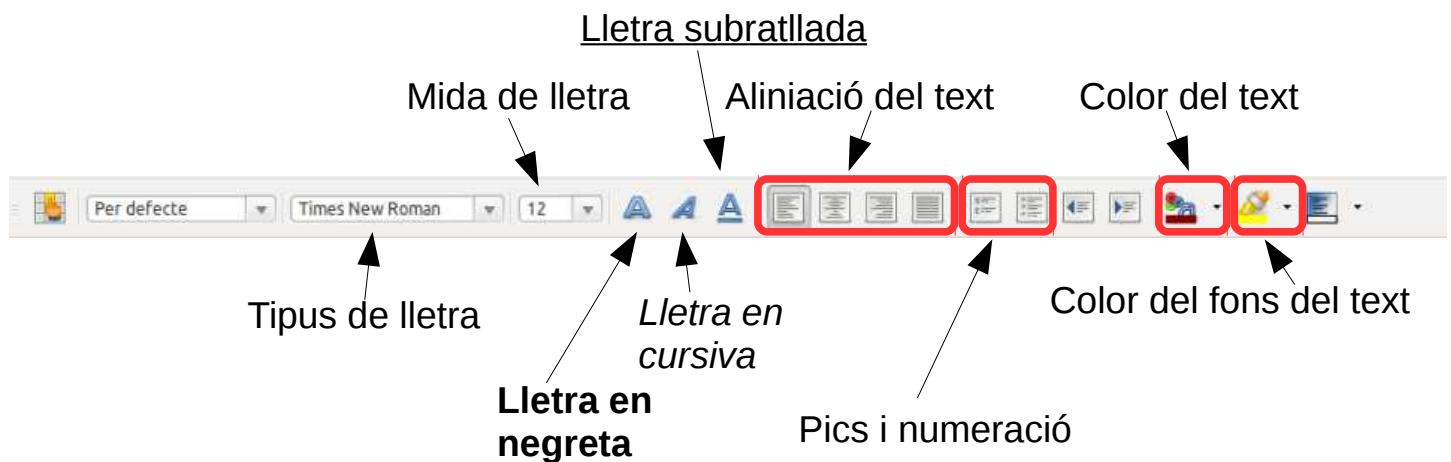 Lletra subratllada
Mida de lletra
Aliniació del text
Color del text
Per defecte
Times New Roman
12
Tipus de lletra
Lletra en
cursiva
Color del fons del text
Lletra en
negreta
Pics i numeració